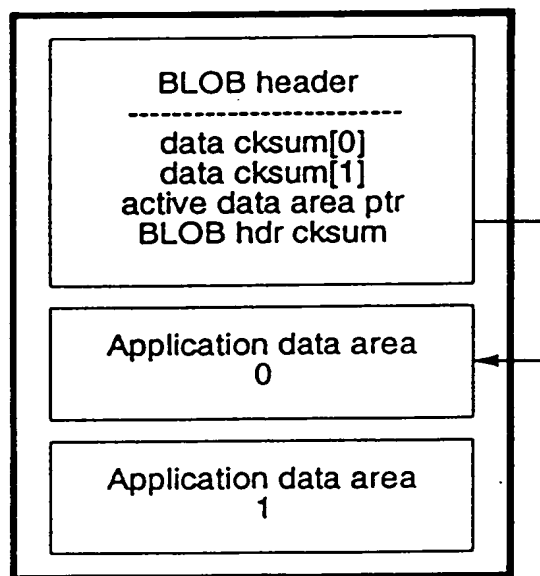 BLOB header
--------------------
data cksum[0]
data cksum[1]
active data area ptr
BLOB hdr cksum
Application data area
0
Application data area
1